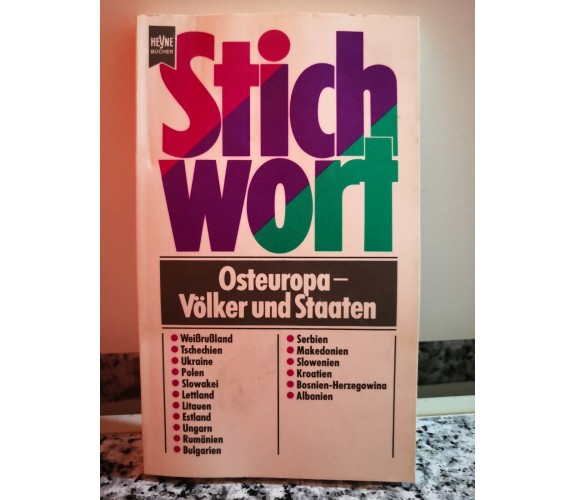 HEYNE
BÜCHER
Stich
wort
Osteuropa–
Völker und Staaten
Weißrußland
Tschechien
Ukraine
Polen
Slowakei
Lettland
Litauen
Estland
Ungarn
Rumänien
Bulgarien
Serbien
Makedonien
Slowenien
Kroatien
Bosnien-Herzegowina
Albanien